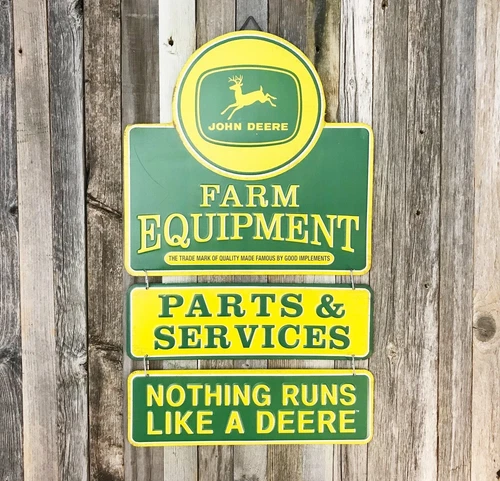 JOHN DEERE
FARM
EQUIPMENT
THE TRADE MARK OF QUALITY MADE FAMOUS BY GOOD IMPLEMENTS
PARTS &
SERVICES
NOTHING RUNS
LIKE A DEERE™